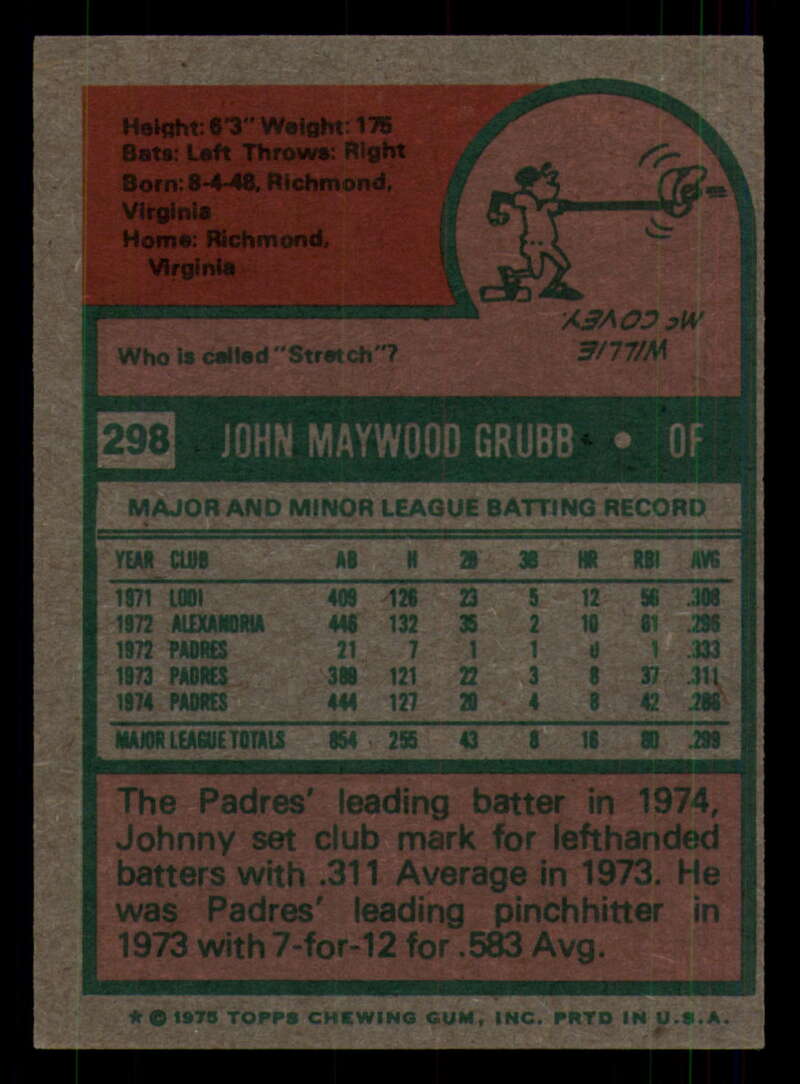 Height: 6'3" Weight: 175
Bats: Left Throws: Right
Born: 8-4-48, Richmond,
Virginia
Home: Richmond,
Virginia
Who is called "Stretch"?
WILLIE
McCOVEY.
298 JOHN MAYWOOD GRUBB • OF
MAJOR AND MINOR LEAGUE BATTING RECORD
YEAR CLUB AB H 2B 3B HR RBI AVG
1971 LODI 409 126 23 5 12 56 .308
1972 ALEXANDRIA 446 132 35 2 10 61 .296
1972 PADRES 21 7 1 1 0 1 .333
1973 PADRES 389 121 22 3 8 37 .311
1974 PADRES 444 127 20 4 8 42 .286
MAJOR LEAGUE TOTALS 854 255 43 8 16 80 .299
The Padres' leading batter in 1974,
Johnny set club mark for lefthanded
batters with .311 Average in 1973. He
was Padres' leading pinchhitter in
1973 with 7-for-12 for .583 Avg.
* © 1975 TOPPS CHEWING GUM, INC. PRTD IN U.S.A.